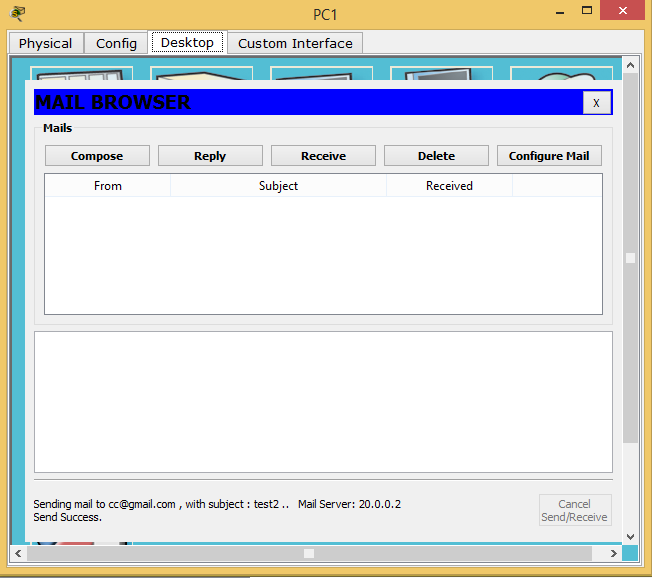 PC1
Physical Config Desktop Custom Interface
MAIL BROWSER X
Mails
Compose Reply Receive Delete Configure Mail
From Subject Received
Sending mail to cc@gmail.com , with subject : test2 .. Mail Server: 20.0.0.2
Send Success.
Cancel
Send/Receive